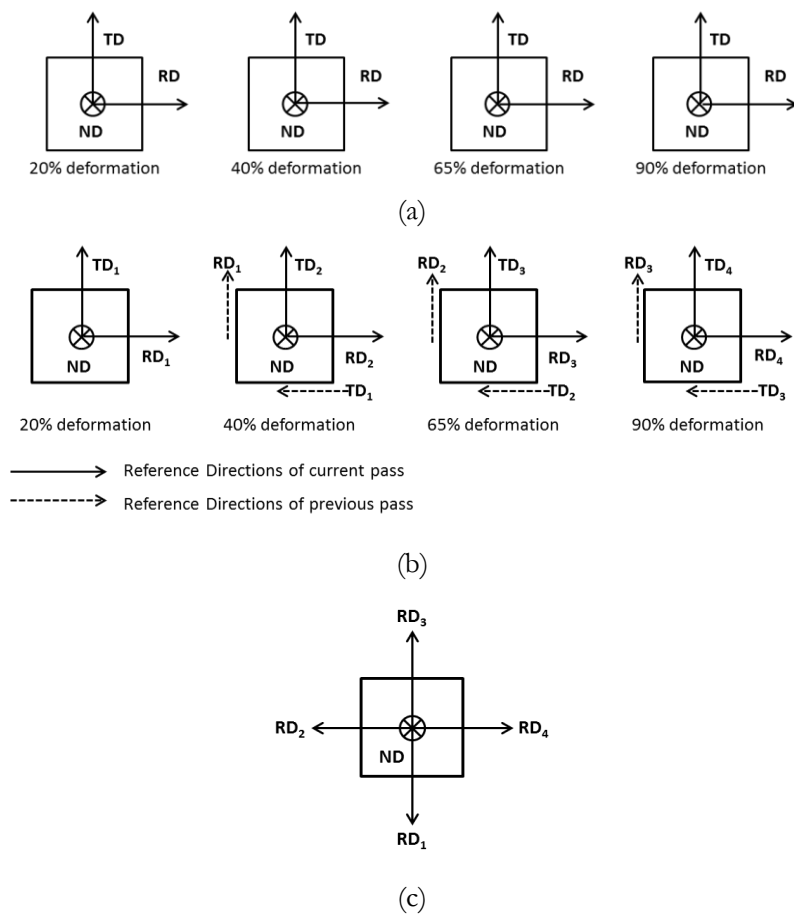 TD TD TD TD
RD RD RD RD
ND ND ND ND
20% deformation 40% deformation 65% deformation 90% deformation
(a)
TD₁ RD₁ TD₂ RD₂ TD₃ RD₃ TD₄
RD₁ RD₂ RD₃ RD₄
ND ND ND ND
TD₁ TD₂ TD₃
20% deformation 40% deformation 65% deformation 90% deformation
Reference Directions of current pass
Reference Directions of previous pass
(b)
RD₃
RD₂ RD₄
ND
RD₁
(c)